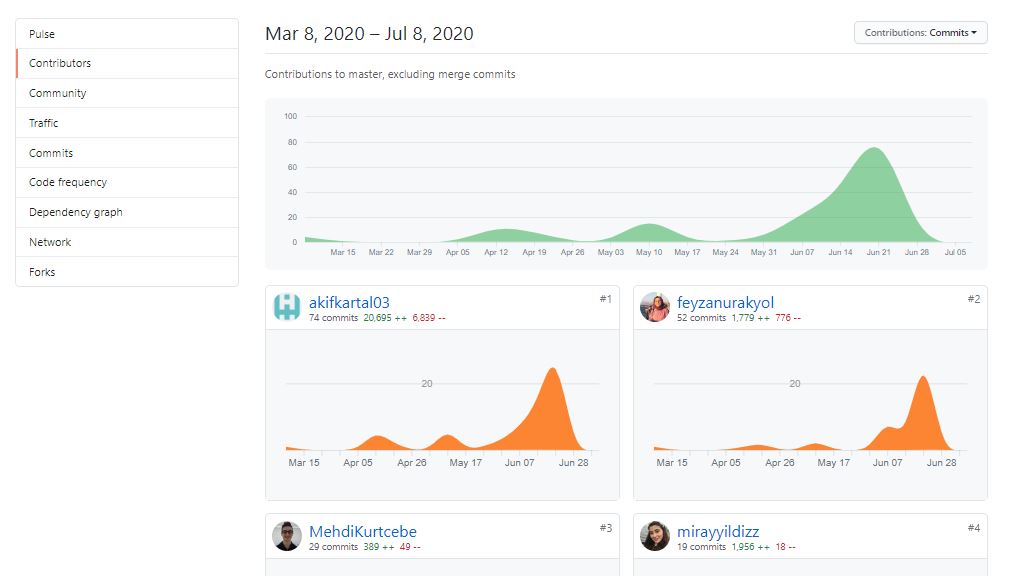 Pulse
Contributors
Community
Traffic
Commits
Code frequency
Dependency graph
Network
Forks
Mar 8, 2020 – Jul 8, 2020
Contributions: Commits
Contributions to master, excluding merge commits
100
80
60
40
20
0
Mar 15 Mar 22 Mar 29 Apr 05 Apr 12 Apr 19 Apr 26 May 03 May 10 May 17 May 24 May 31 Jun 07 Jun 14 Jun 21 Jun 28 Jul 05
akifkartal03 #1
74 commits 20,695 ++ 6,839 --
20
Mar 15 Apr 05 Apr 26 May 17 Jun 07 Jun 28
feyzanurakyol #2
52 commits 1,779 ++ 776 --
20
Mar 15 Apr 05 Apr 26 May 17 Jun 07 Jun 28
MehdiKurtcebe #3
29 commits 389 ++ 49 --
mirayyildizz #4
19 commits 1,956 ++ 18 --